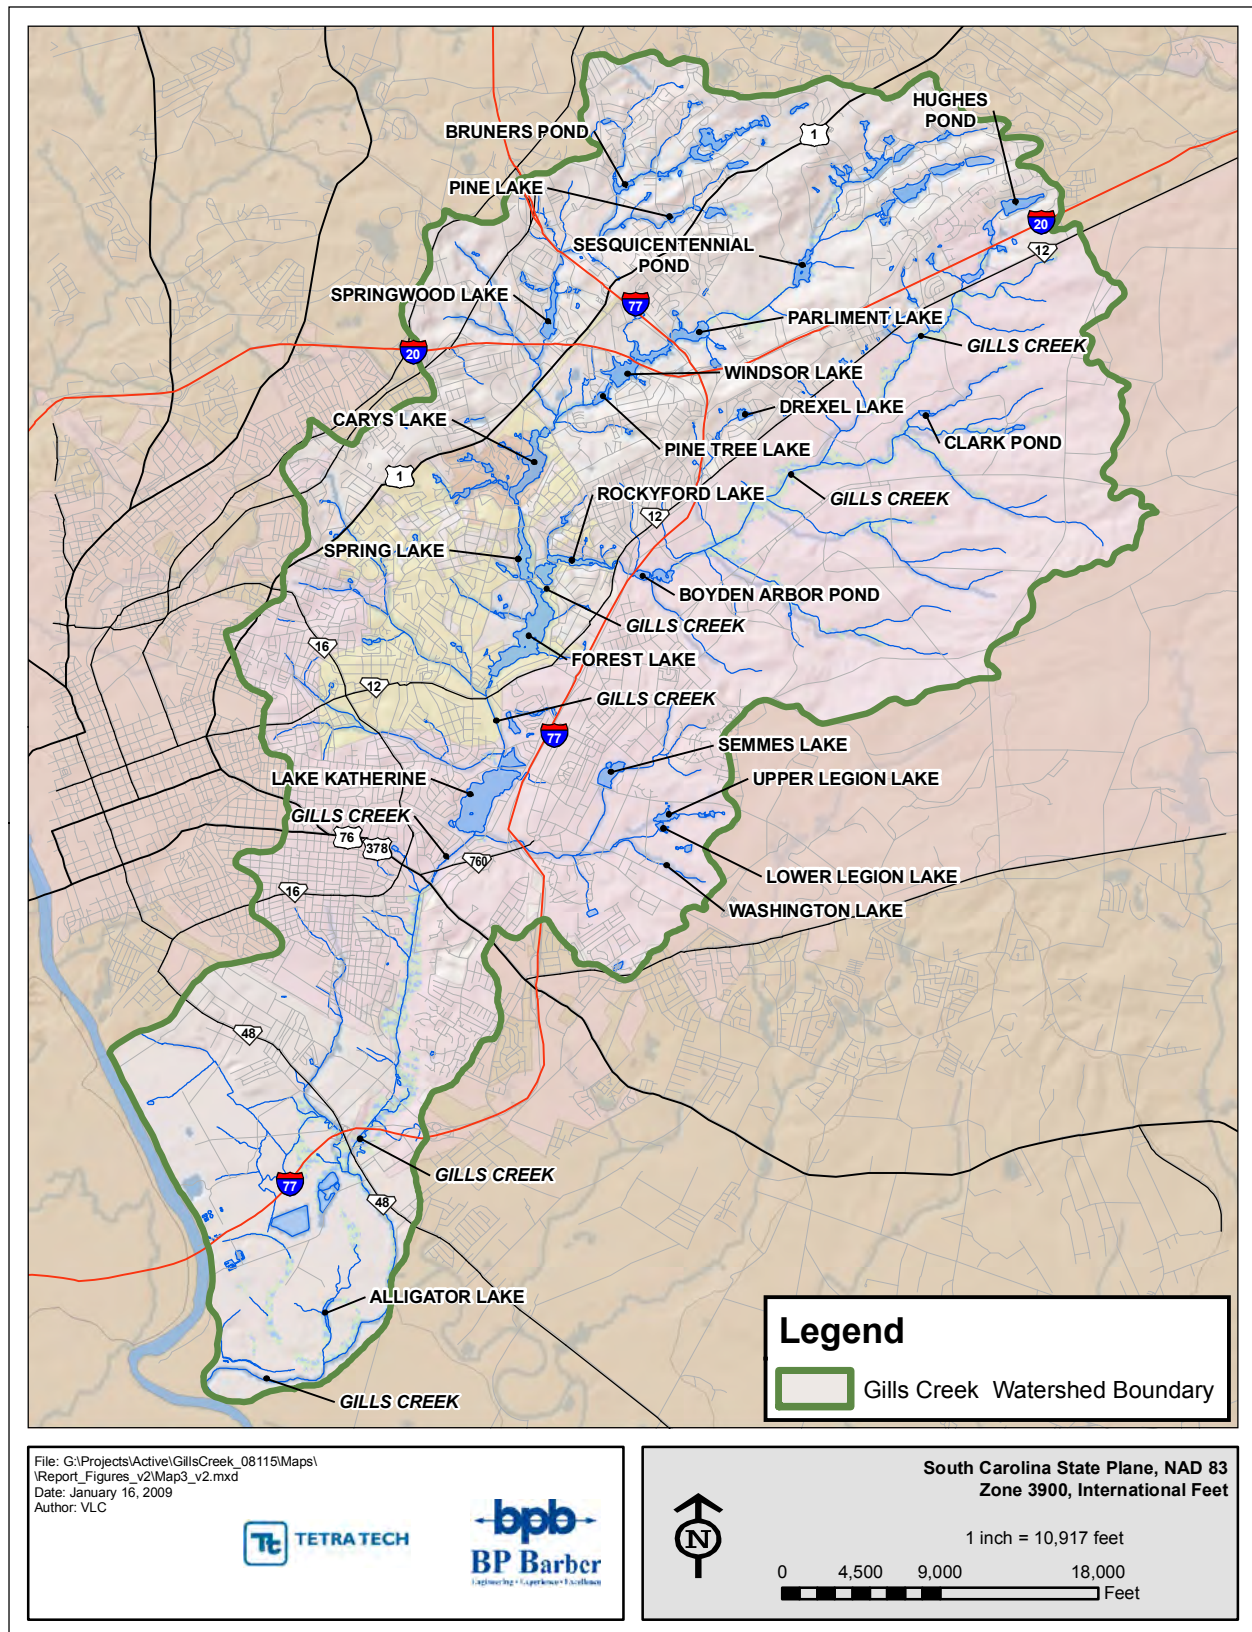 HUGHES
POND
BRUNERS POND
1
PINE LAKE
20
12
SESQUICENTENNIAL
POND
SPRINGWOOD LAKE
77
PARLIMENT LAKE
GILLS CREEK
20
WINDSOR LAKE
DREXEL LAKE
CARYS LAKE
CLARK POND
PINE TREE LAKE
1
ROCKYFORD LAKE
GILLS CREEK
12
SPRING LAKE
BOYDEN ARBOR POND
GILLS CREEK
16
FOREST LAKE
12
GILLS CREEK
77
SEMMES LAKE
LAKE KATHERINE
UPPER LEGION LAKE
GILLS CREEK
76
378
760
LOWER LEGION LAKE
16
WASHINGTON LAKE
48
GILLS CREEK
77
48
ALLIGATOR LAKE
GILLS CREEK
Legend
Gills Creek Watershed Boundary
File: G:\Projects\Active\GillsCreek_08115\Maps\
\Report_Figures_v2\Map3_v2.mxd
Date: January 16, 2009
Author: VLC
Tt TETRA TECH
bpb
BP Barber
Engineering • Experience • Excellence
South Carolina State Plane, NAD 83
Zone 3900, International Feet
N
1 inch = 10,917 feet
0 4,500 9,000 18,000
Feet